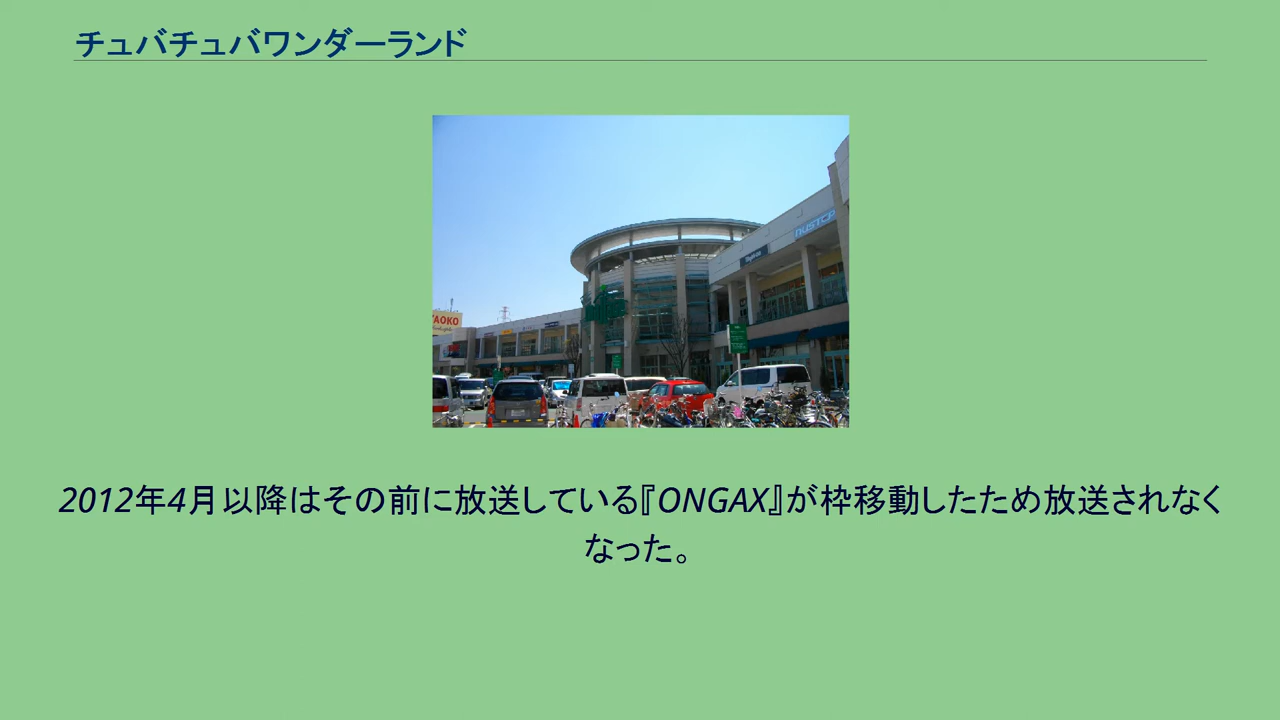 チュバチュバワンダーランド
YAOKO
2012年4月以降はその前に放送している『ONGAX』が枠移動したため放送されなく
なった。